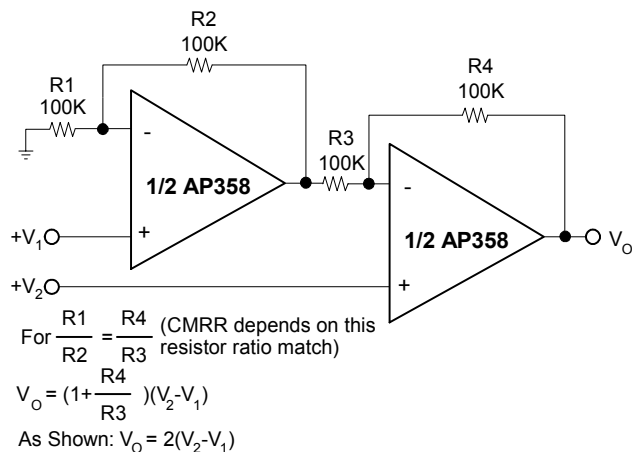 R2
100K
R1
100K
R4
100K
R3
100K
-
1/2 AP358
+
-
1/2 AP358
+
+V1
+V2
VO
For R1/R2 = R4/R3 (CMRR depends on this
resistor ratio match)
VO = (1+ R4/R3 )(V2-V1)
As Shown: VO = 2(V2-V1)